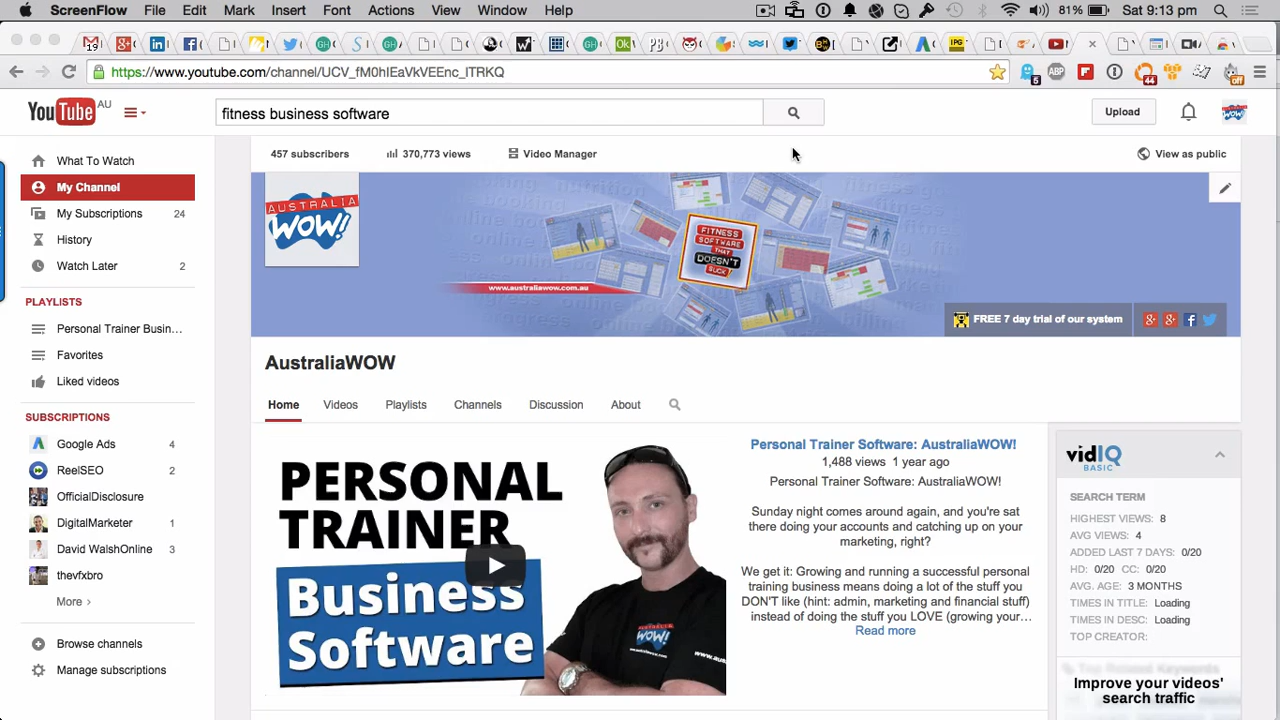 ScreenFlow File Edit Mark Insert Font Actions View Window Help 81% Sat 9:13 pm
19
https://www.youtube.com/channel/UCV_fM0hIEaVkVEEnc_lTRKQ
5 ABP 44 off
YouTube AU
fitness business software
Upload
457 subscribers 370,773 views Video Manager View as public
What To Watch
My Channel
My Subscriptions 24
History
Watch Later 2
PLAYLISTS
Personal Trainer Busin...
Favorites
Liked videos
SUBSCRIPTIONS
Google Ads 4
ReelSEO 2
OfficialDisclosure
DigitalMarketer 1
David WalshOnline 3
thevfxbro
More ›
Browse channels
Manage subscriptions
AUSTRALIA
WOW!
FITNESS
SOFTWARE
THAT
DOESN'T
SUCK
www.australiawow.com.au
FREE 7 day trial of our system
AustraliaWOW
Home Videos Playlists Channels Discussion About
PERSONAL
TRAINER
Business
Software
AUSTRALIA
WOW!
Personal Trainer Software: AustraliaWOW!
1,488 views 1 year ago
Personal Trainer Software: AustraliaWOW!
Sunday night comes around again, and you're sat
there doing your accounts and catching up on your
marketing, right?
We get it: Growing and running a successful personal
training business means doing a lot of the stuff you
DON'T like (hint: admin, marketing and financial stuff)
instead of doing the stuff you LOVE (growing your...
Read more
vidIQ
BASIC
SEARCH TERM
HIGHEST VIEWS: 8
AVG VIEWS: 4
ADDED LAST 7 DAYS: 0/20
HD: 0/20 CC: 0/20
AVG. AGE: 3 MONTHS
TIMES IN TITLE: Loading
TIMES IN DESC: Loading
TOP CREATOR:
Top Related Keywords
Improve your videos'
search traffic